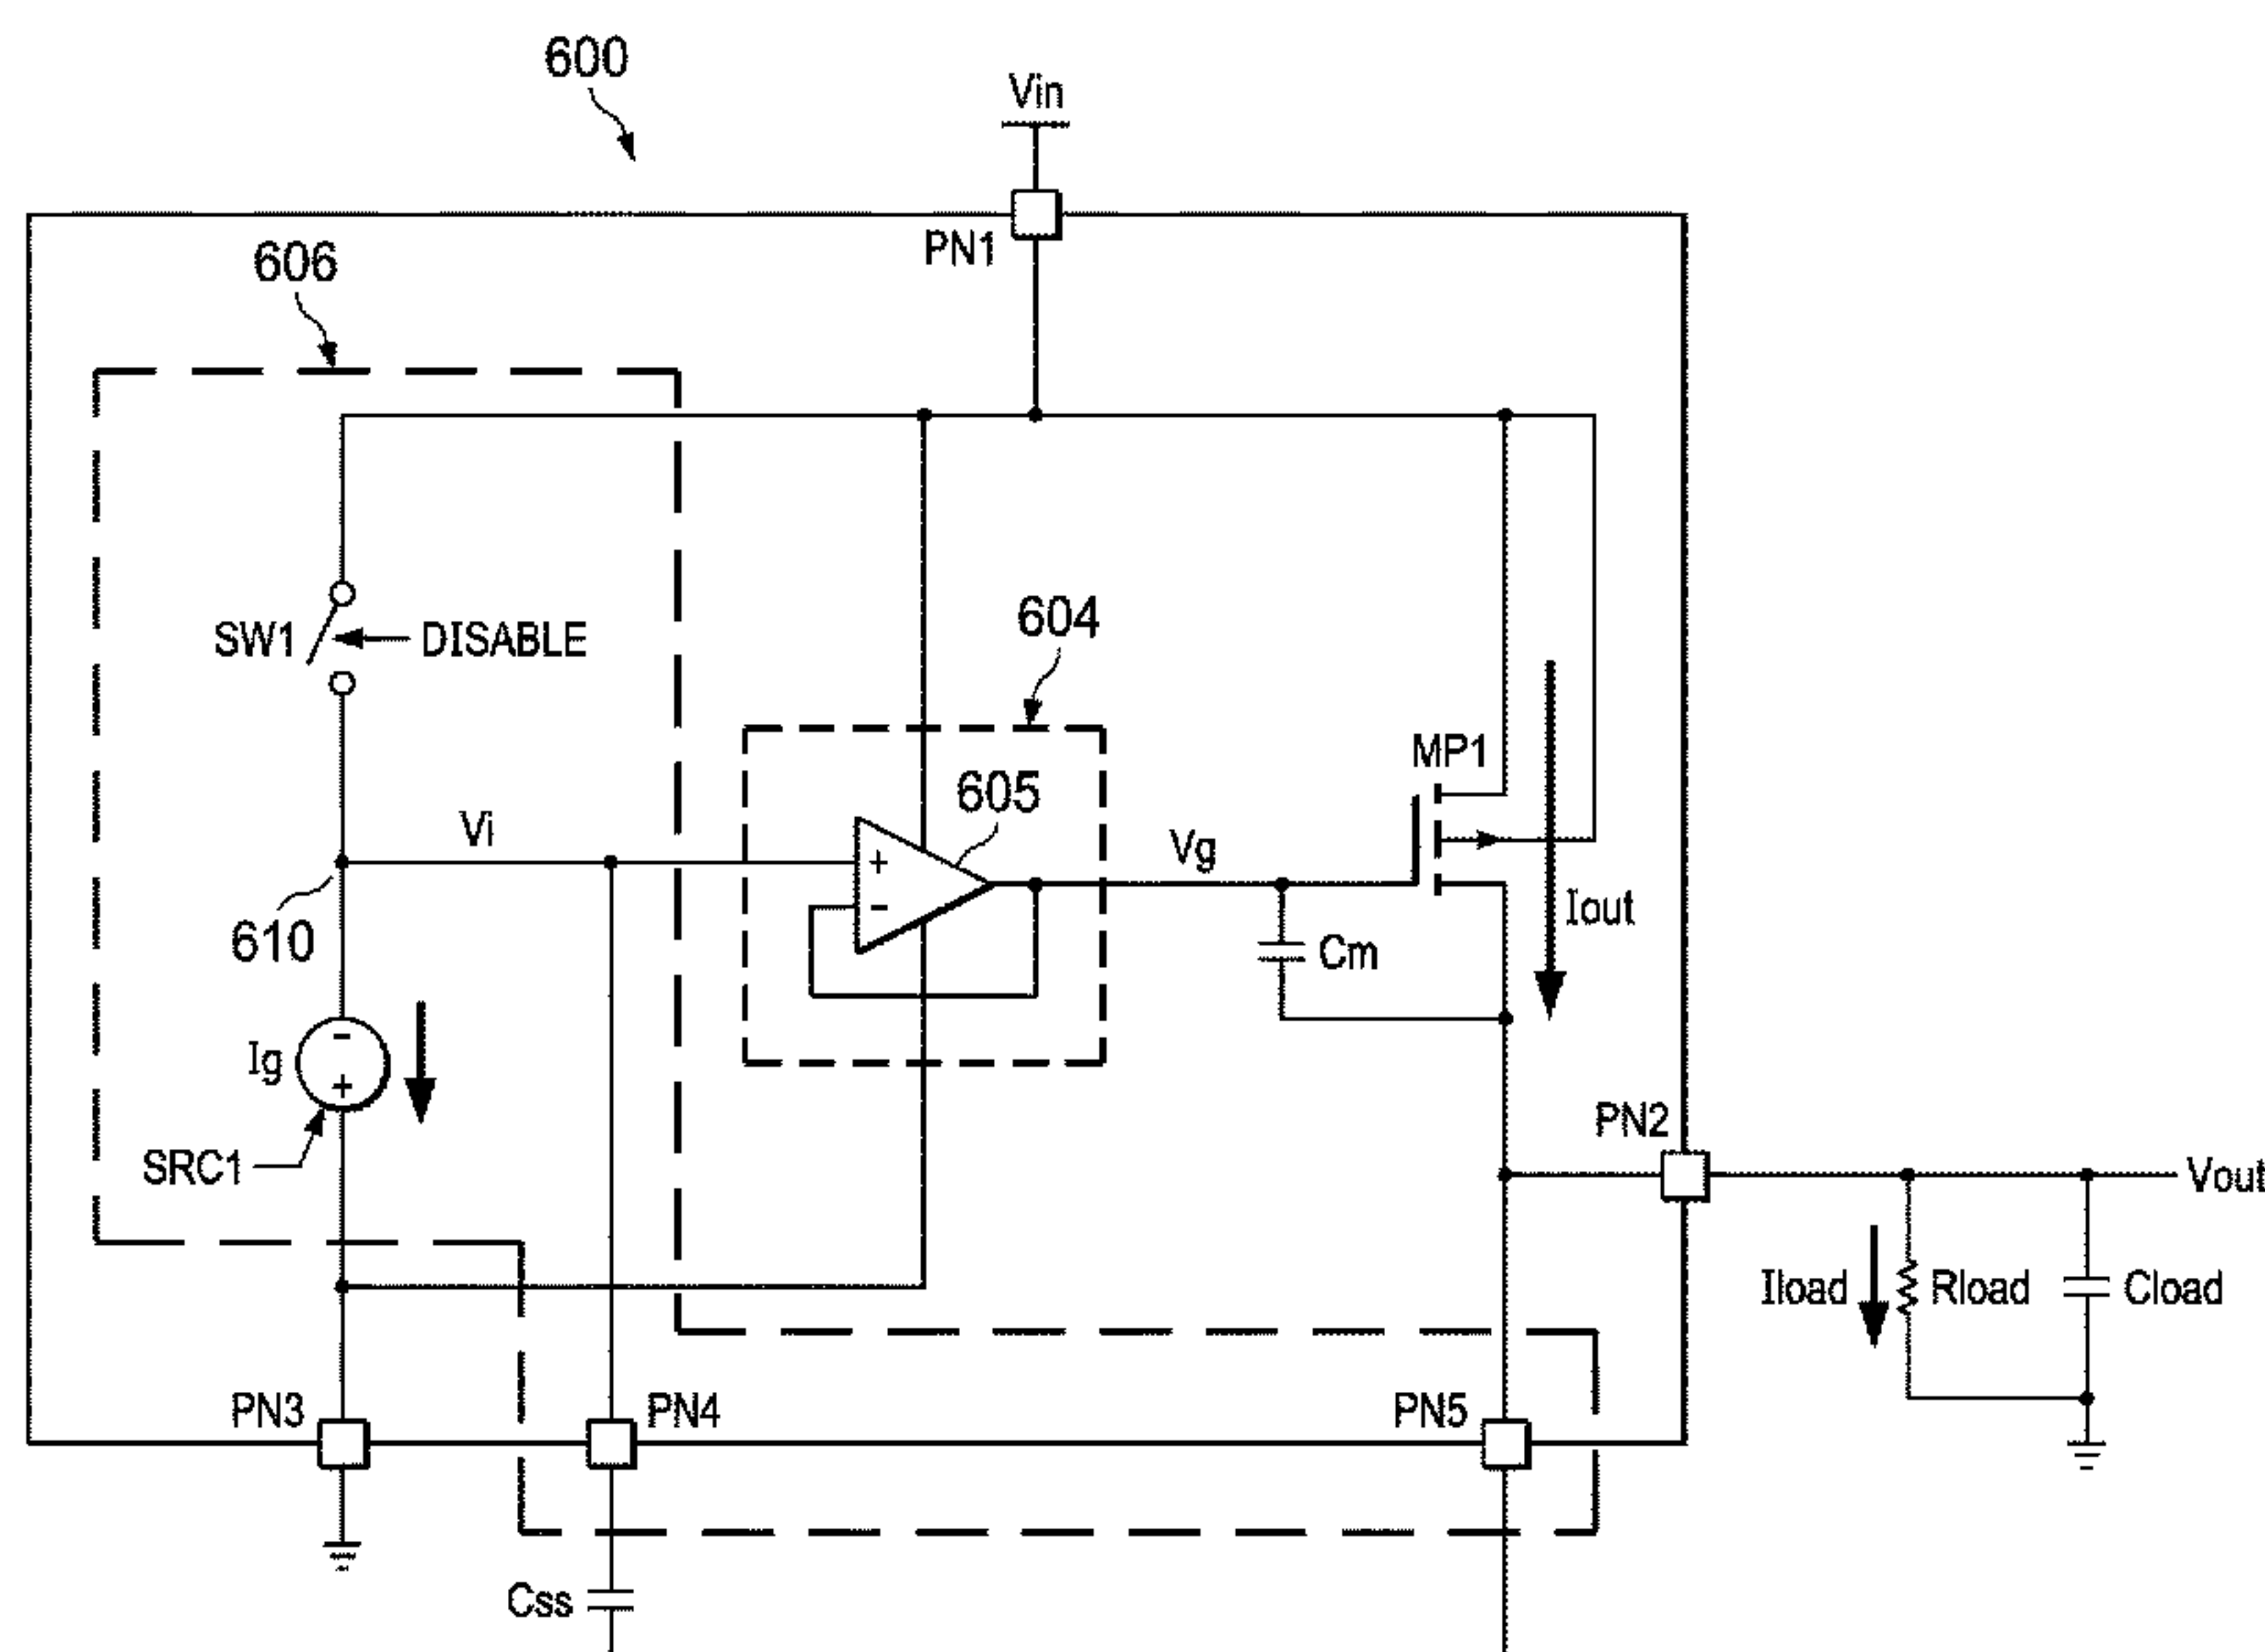 600
Vin
PN1
606
SW1
DISABLE
604
605
MP1
Vi
+
-
Vg
Iout
610
Cm
Ig
-
+
SRC1
PN2
Vout
Iload
Rload
Cload
PN3
PN4
PN5
Css